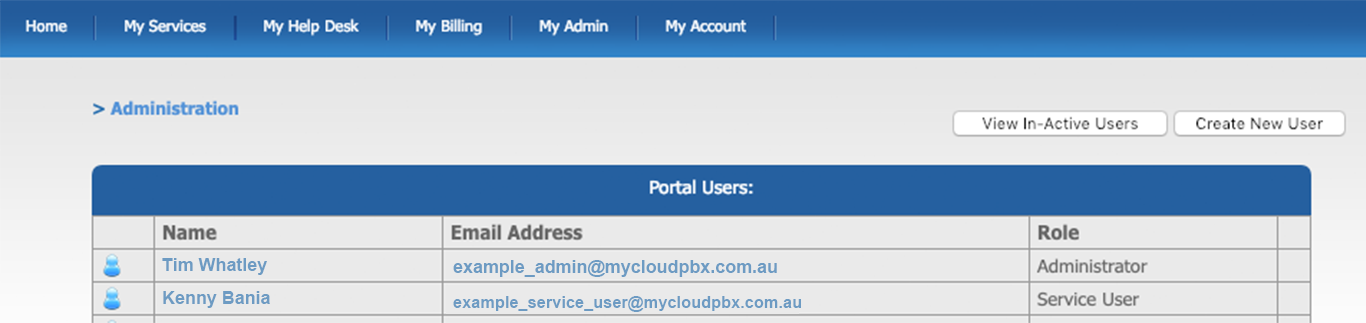 Home My Services My Help Desk My Billing My Admin My Account
> Administration
View In-Active Users Create New User
Portal Users:
Name Email Address Role
Tim Whatley example_admin@mycloudpbx.com.au Administrator
Kenny Bania example_service_user@mycloudpbx.com.au Service User